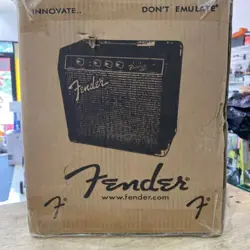 INNOVATE... DON'T EMULATE
Fender
Fender
www.fender.com
F F